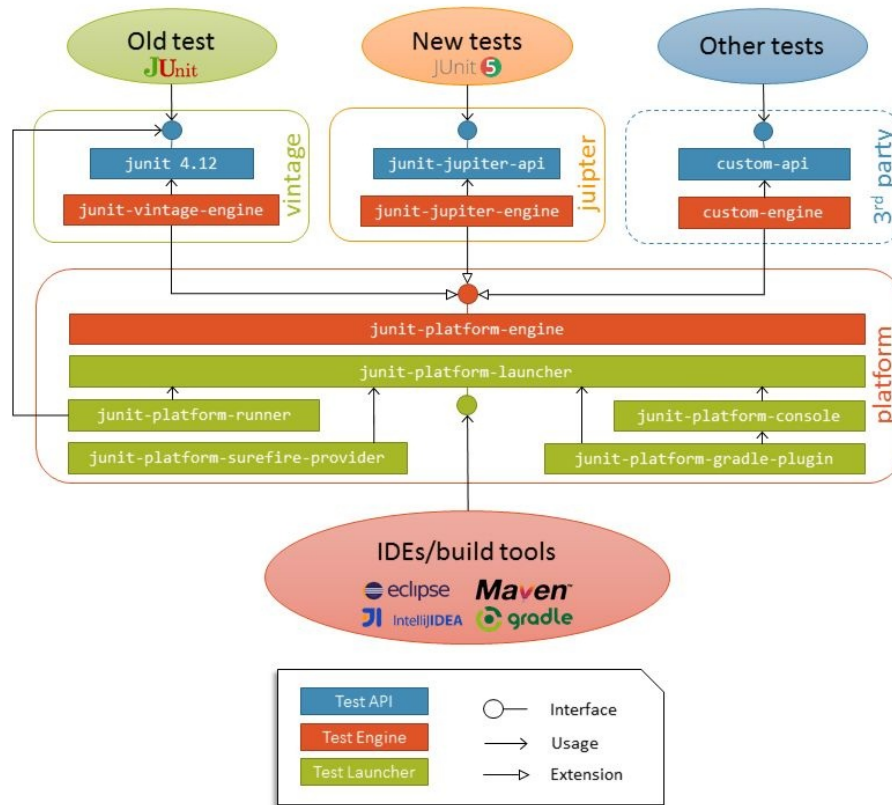 Old test
JUnit
New tests
JUnit 5
Other tests
junit 4.12
junit-vintage-engine
vintage
junit-jupiter-api
junit-jupiter-engine
juipter
custom-api
custom-engine
3rd party
junit-platform-engine
junit-platform-launcher
junit-platform-runner
junit-platform-console
junit-platform-surefire-provider
junit-platform-gradle-plugin
platform
IDEs/build tools
eclipse
Maven™
IntelliJIDEA
gradle
Test API
Interface
Test Engine
Usage
Test Launcher
Extension